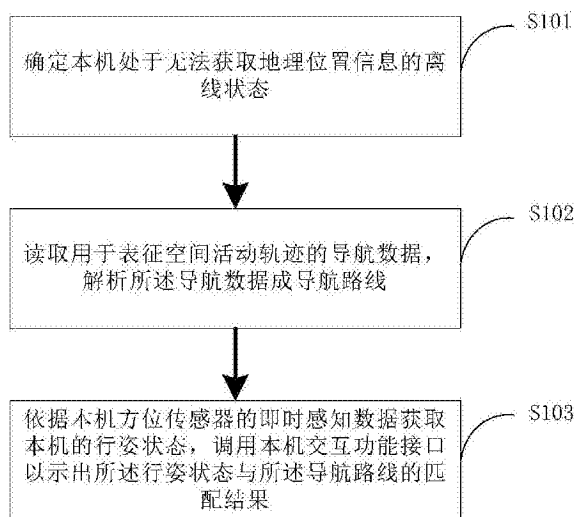 S101
确定本机处于无法获取地理位置信息的离
线状态
S102
读取用于表征空间活动轨迹的导航数据，
解析所述导航数据成导航路线
S103
依据本机方位传感器的即时感知数据获取
本机的行姿状态，调用本机交互功能接口
以示出所述行姿状态与所述导航路线的匹
配结果